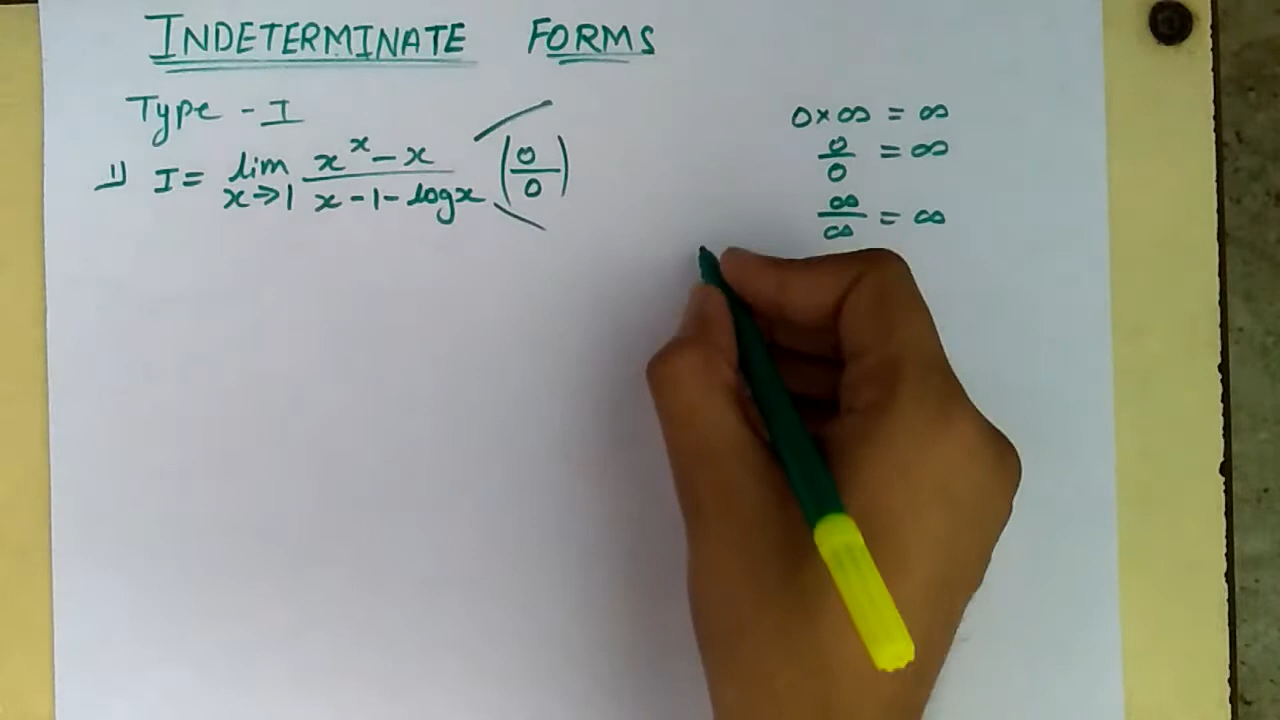 INDETERMINATE FORMS
Type - I
1) I = lim x→1 (x^x - x)/(x - 1 - log x) (0/0)
0 × ∞ = ∞
0/0 = ∞
∞/∞ = ∞